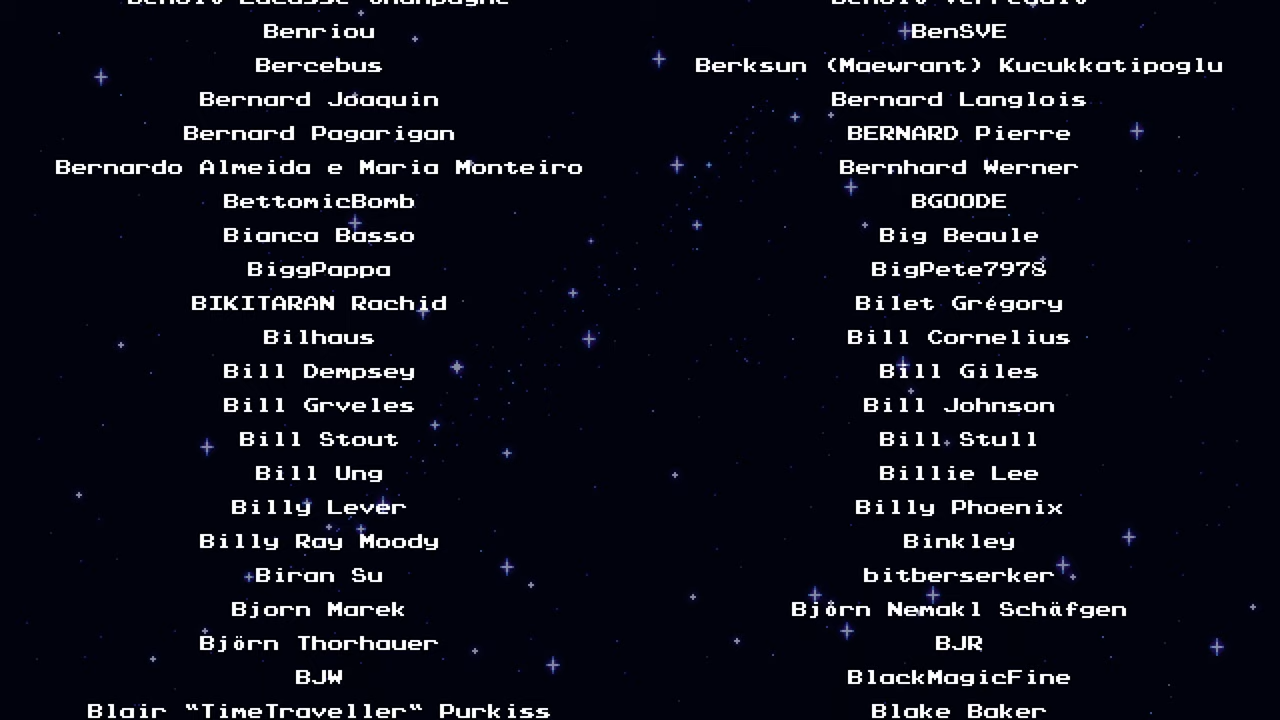 Benriou
BenSVE
Bercebus
Berksun (Maewrant) Kucukkatipoglu
Bernard Joaquin
Bernard Langlois
Bernard Pagarigan
BERNARD Pierre
Bernardo Almeida e Maria Monteiro
Bernhard Werner
BettomicBomb
BGOODE
Bianca Basso
Big Beaule
BiggPappa
BigPete7978
BIKITARAN Rachid
Bilet Grégory
Bilhaus
Bill Cornelius
Bill Dempsey
Bill Giles
Bill Grveles
Bill Johnson
Bill Stout
Bill Stull
Bill Ung
Billie Lee
Billy Lever
Billy Phoenix
Billy Ray Moody
Binkley
Biran Su
bitberserker
Bjorn Marek
Björn Nemakl Schäfgen
Björn Thorhauer
BJR
BJW
BlackMagicFine
Blair "TimeTraveller" Purkiss
Blake Baker